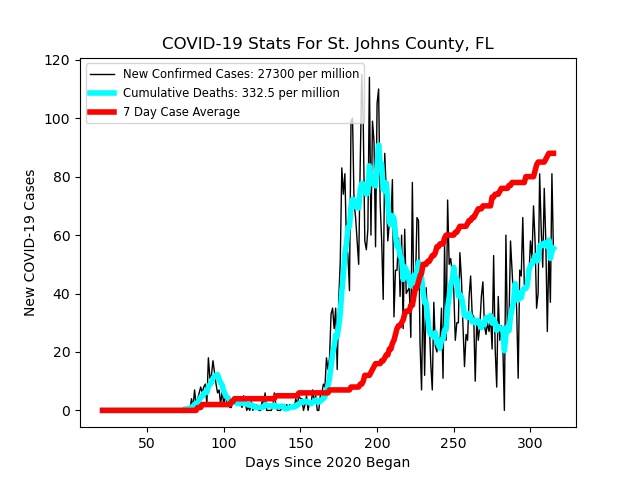 COVID-19 Stats For St. Johns County, FL
New Confirmed Cases: 27300 per million
Cumulative Deaths: 332.5 per million
7 Day Case Average
New COVID-19 Cases
120
100
80
60
40
20
0
50 100 150 200 250 300
Days Since 2020 Began